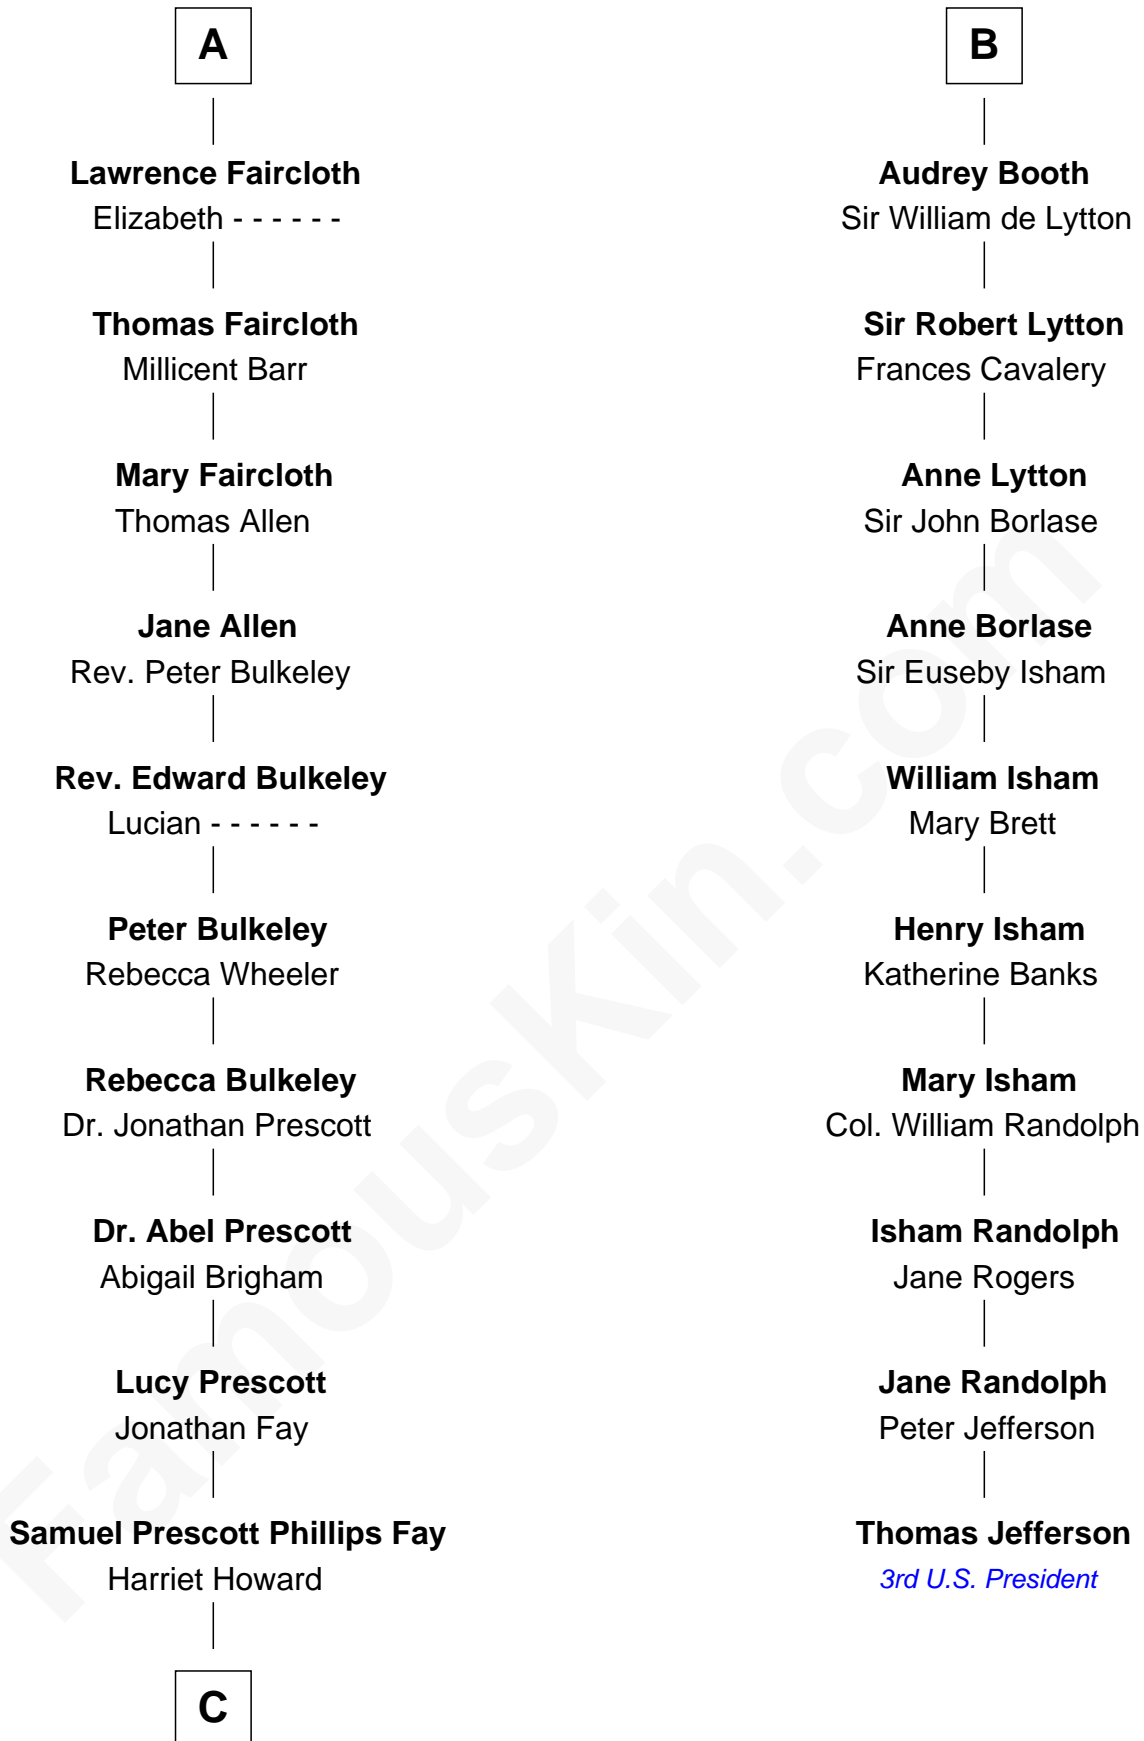 A
Lawrence Faircloth
Elizabeth - - - - - -
Thomas Faircloth
Millicent Barr
Mary Faircloth
Thomas Allen
Jane Allen
Rev. Peter Bulkeley
Rev. Edward Bulkeley
Lucian - - - - - -
Peter Bulkeley
Rebecca Wheeler
Rebecca Bulkeley
Dr. Jonathan Prescott
Dr. Abel Prescott
Abigail Brigham
Lucy Prescott
Jonathan Fay
Samuel Prescott Phillips Fay
Harriet Howard
C
B
Audrey Booth
Sir William de Lytton
Sir Robert Lytton
Frances Cavalery
Anne Lytton
Sir John Borlase
Anne Borlase
Sir Euseby Isham
William Isham
Mary Brett
Henry Isham
Katherine Banks
Mary Isham
Col. William Randolph
Isham Randolph
Jane Rogers
Jane Randolph
Peter Jefferson
Thomas Jefferson
3rd U.S. President
FamousKin.com